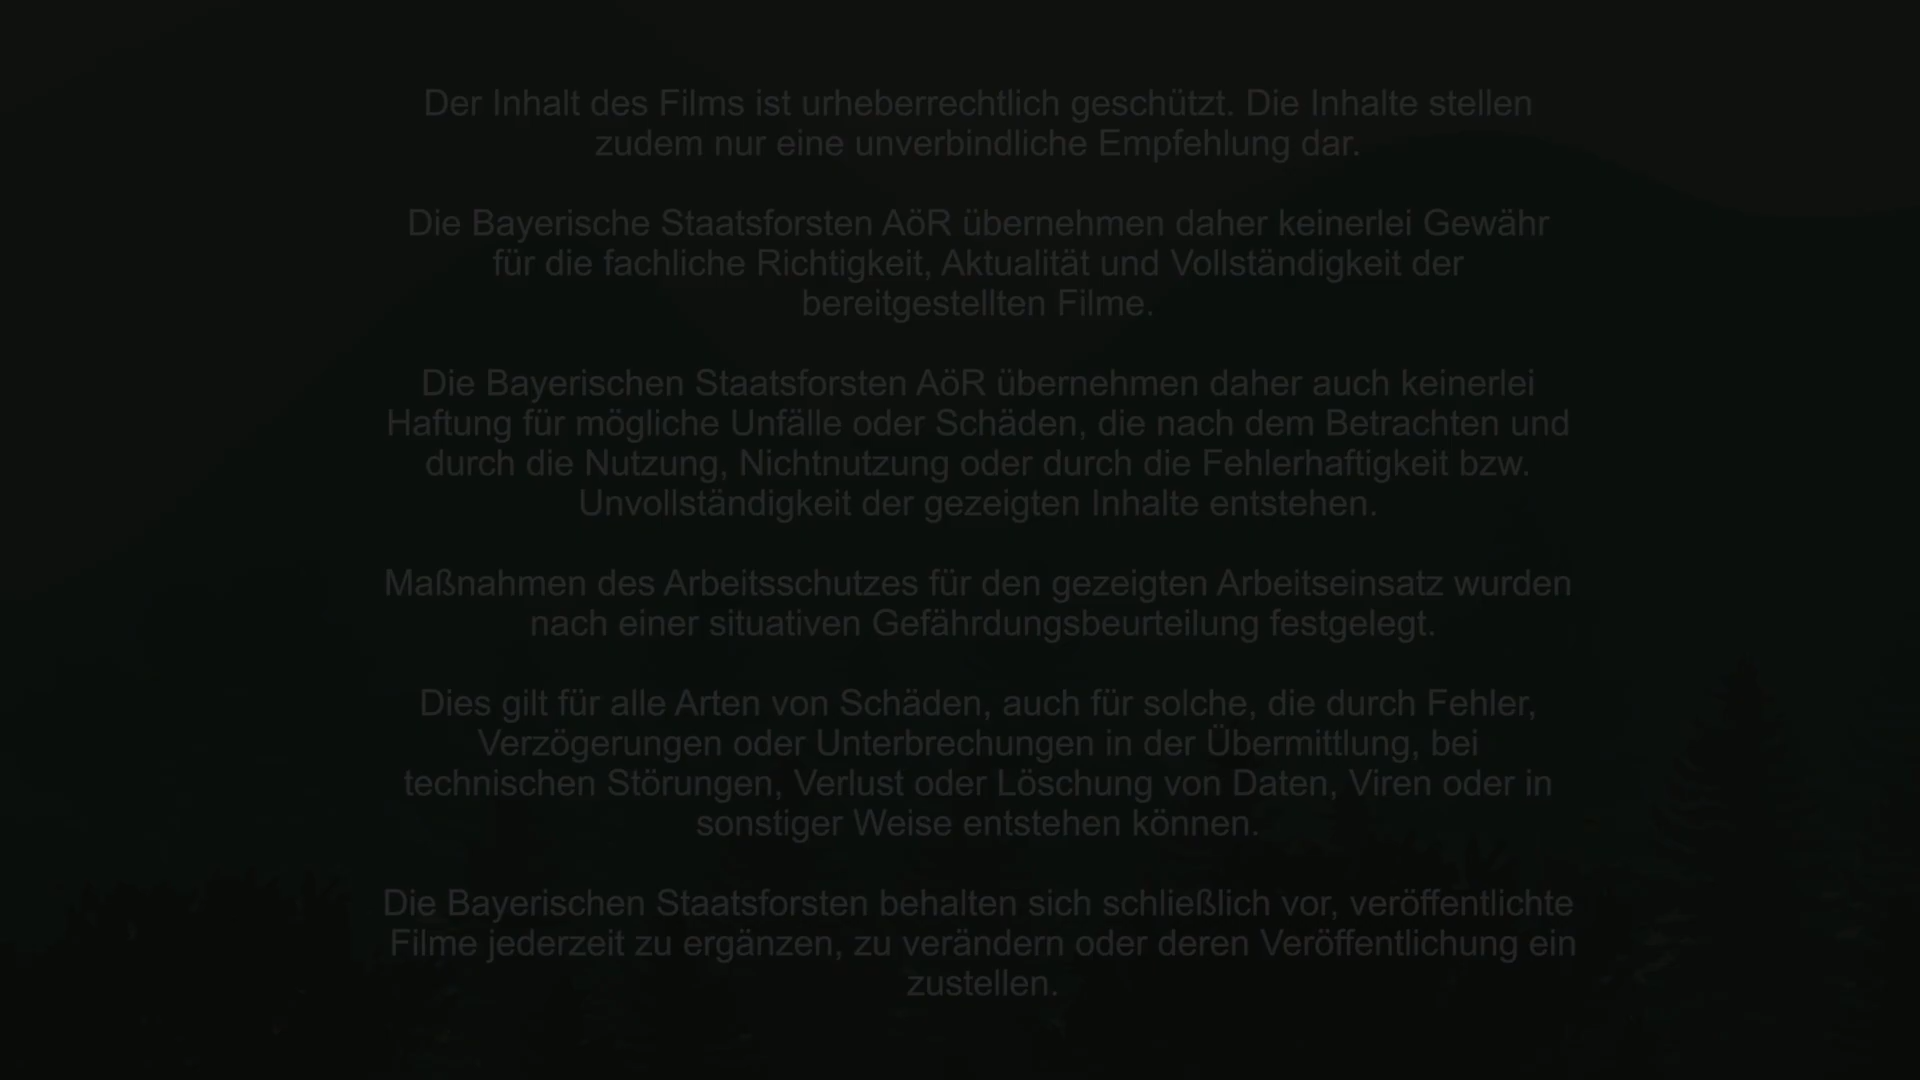 Der Inhalt des Films ist urheberrechtlich geschützt. Die Inhalte stellen
zudem nur eine unverbindliche Empfehlung dar.
Die Bayerische Staatsforsten AöR übernehmen daher keinerlei Gewähr
für die fachliche Richtigkeit, Aktualität und Vollständigkeit der
bereitgestellten Filme.
Die Bayerischen Staatsforsten AöR übernehmen daher auch keinerlei
Haftung für mögliche Unfälle oder Schäden, die nach dem Betrachten und
durch die Nutzung, Nichtnutzung oder durch die Fehlerhaftigkeit bzw.
Unvollständigkeit der gezeigten Inhalte entstehen.
Maßnahmen des Arbeitsschutzes für den gezeigten Arbeitseinsatz wurden
nach einer situativen Gefährdungsbeurteilung festgelegt.
Dies gilt für alle Arten von Schäden, auch für solche, die durch Fehler,
Verzögerungen oder Unterbrechungen in der Übermittlung, bei
technischen Störungen, Verlust oder Löschung von Daten, Viren oder in
sonstiger Weise entstehen können.
Die Bayerischen Staatsforsten behalten sich schließlich vor, veröffentlichte
Filme jederzeit zu ergänzen, zu verändern oder deren Veröffentlichung ein
zustellen.